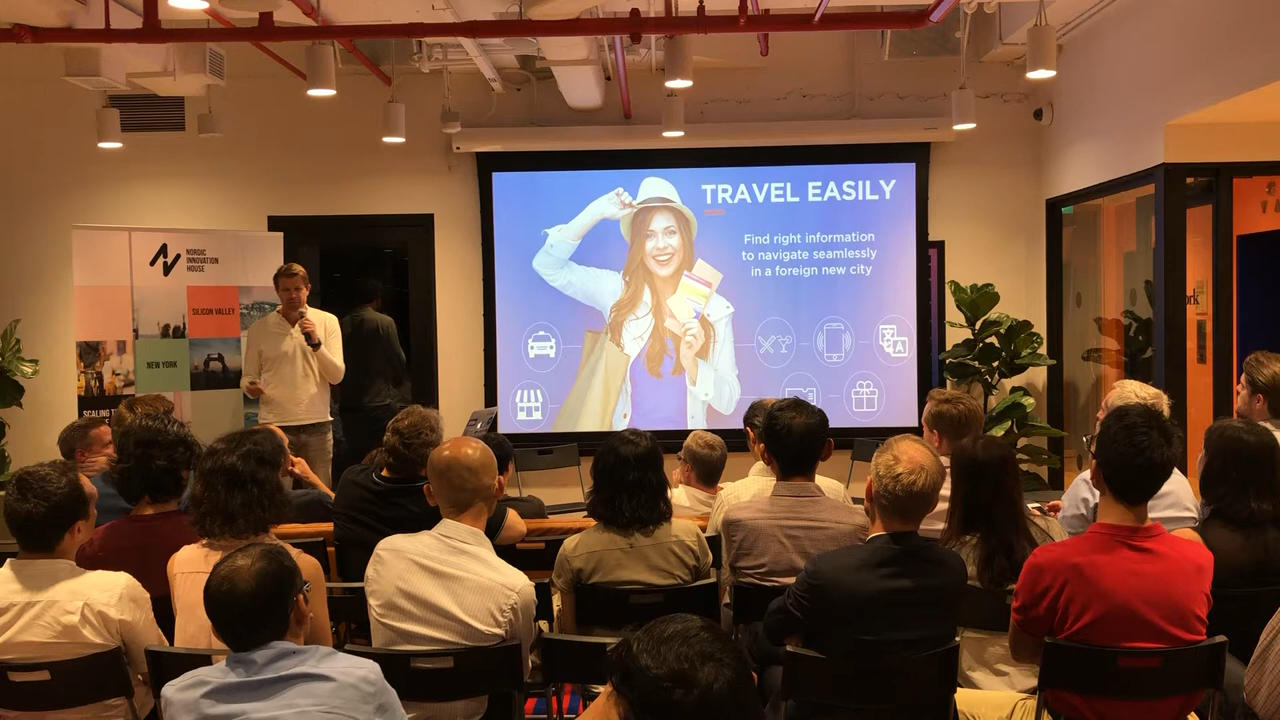 NORDIC
INNOVATION
HOUSE
SILICON VALLEY
NEW YORK
TRAVEL EASILY
Find right information
to navigate seamlessly
in a foreign new city
A